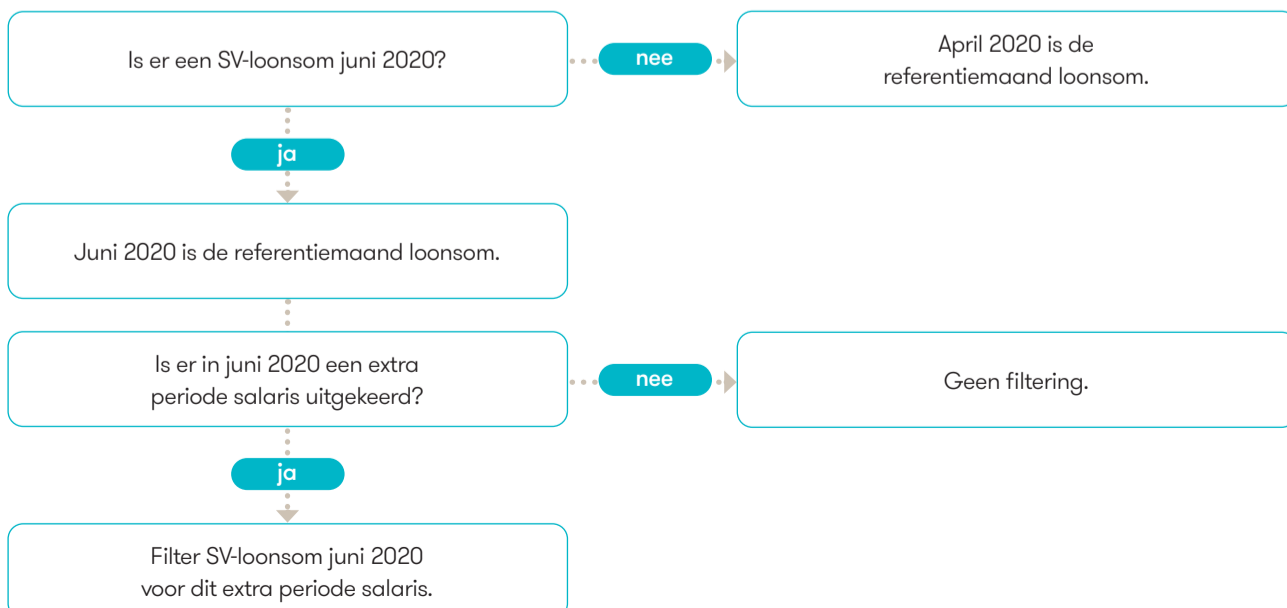 Is er een SV-loonsom juni 2020?
nee
April 2020 is de
referentiemaand loonsom.
ja
Juni 2020 is de referentiemaand loonsom.
Is er in juni 2020 een extra
periode salaris uitgekeerd?
nee
Geen filtering.
ja
Filter SV-loonsom juni 2020
voor dit extra periode salaris.